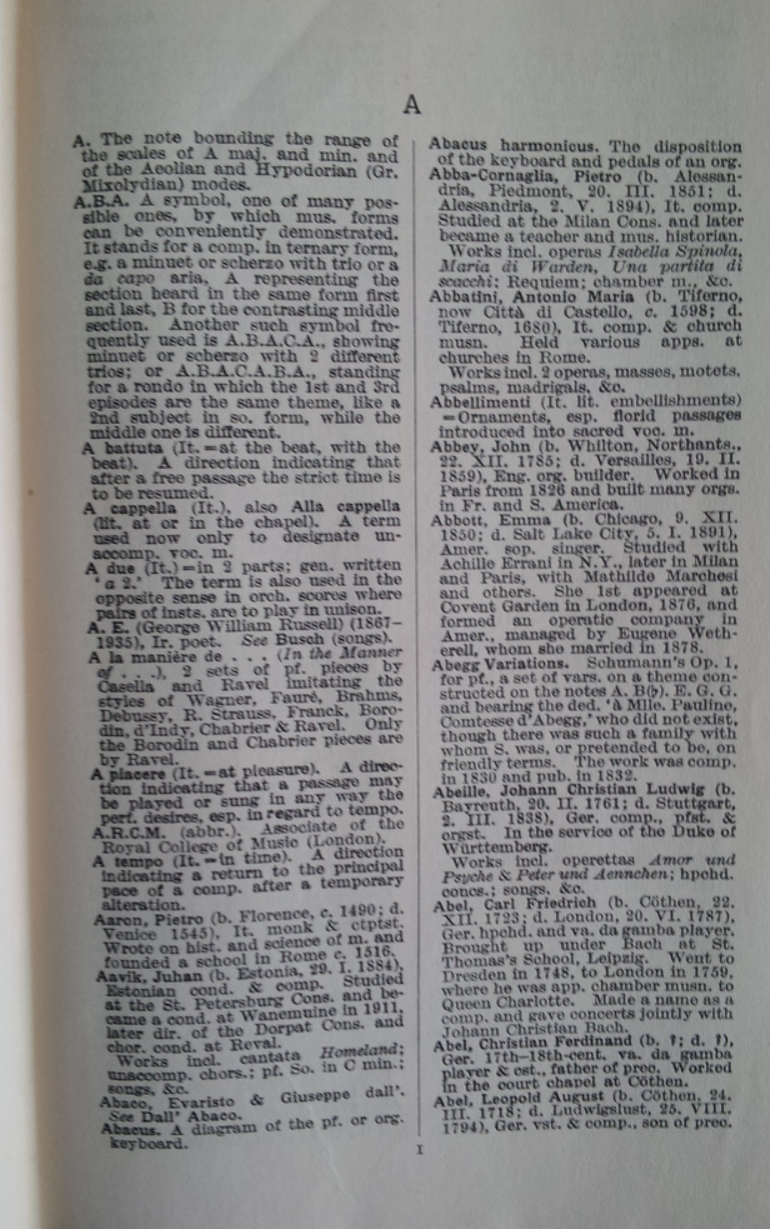 A
A. The note bounding the range of
the scales of A maj. and min. and
of the Aeolian and Hypodorian (Gr.
Mixolydian) modes.
A.B.A. A symbol, one of many pos-
sible ones, by which mus. forms
can be conveniently demonstrated.
It stands for a comp. in ternary form,
e.g. a minuet or scherzo with trio or a
da capo aria, A representing the
section heard in the same form first
and last, B for the contrasting middle
section. Another such symbol fre-
quently used is A.B.A.C.A., showing
minuet or scherzo with 2 different
trios; or A.B.A.C.A.B.A., standing
for a rondo in which the 1st and 3rd
episodes are the same theme, like a
2nd subject in so. form, while the
middle one is different.
A battuta (It. = at the beat, with the
beat). A direction indicating that
after a free passage the strict time is
to be resumed.
A cappella (It.), also Alla cappella
(lit. at or in the chapel). A term
used now only to designate un-
accomp. voc. m.
A due (It.) = in 2 parts; gen. written
'a 2.' The term is also used in the
opposite sense in orch. scores where
pairs of insts. are to play in unison.
A. E. (George William Russell) (1867–
1935), Ir. poet. See Busch (songs).
A la manière de . . . (In the Manner
of . . .), 2 sets of pf. pieces by
Casella and Ravel imitating the
styles of Wagner, Fauré, Brahms,
Debussy, R. Strauss, Franck, Boro-
din, d'Indy, Chabrier & Ravel. Only
the Borodin and Chabrier pieces are
by Ravel.
A piacere (It. = at pleasure). A direc-
tion indicating that a passage may
be played or sung in any way the
perf. desires, esp. in regard to tempo.
A.R.C.M. (abbr.). Associate of the
Royal College of Music (London).
A tempo (It. = in time). A direction
indicating a return to the principal
pace of a comp. after a temporary
alteration.
Aaron, Pietro (b. Florence, c. 1490; d.
Venice 1545), It. monk & ctptst.
Wrote on hist. and science of m. and
founded a school in Rome c. 1516.
Aavik, Juhan (b. Estonia, 29. I. 1884),
Estonian cond. & comp. Studied
at the St. Petersburg Cons. and be-
came a cond. at Wanemuine in 1911,
later dir. of the Dorpat Cons. and
chor. cond. at Reval.
Works incl. cantata Homeland;
unaccomp. chors.; pf. So. in C min.;
songs, &c.
Abaco, Evaristo & Giuseppe dall'.
See Dall' Abaco.
Abacus. A diagram of the pf. or org.
keyboard.
Abacus harmonicus. The disposition
of the keyboard and pedals of an org.
Abba-Cornaglia, Pietro (b. Alessan-
dria, Piedmont, 20. III. 1851; d.
Alessandria, 2. V. 1894), It. comp.
Studied at the Milan Cons. and later
became a teacher and mus. historian.
Works incl. operas Isabella Spinola,
Maria di Warden, Una partita di
scacchi; Requiem; chamber m., &c.
Abbatini, Antonio Maria (b. Tiferno,
now Città di Castello, c. 1598; d.
Tiferno, 1680), It. comp. & church
musn. Held various apps. at
churches in Rome.
Works incl. 2 operas, masses, motets,
psalms, madrigals, &c.
Abbellimenti (It. lit. embellishments)
= Ornaments, esp. florid passages
introduced into sacred voc. m.
Abbey, John (b. Whilton, Northants.,
22. XII. 1785; d. Versailles, 19. II.
1859), Eng. org. builder. Worked in
Paris from 1826 and built many orgs.
in Fr. and S. America.
Abbott, Emma (b. Chicago, 9. XII.
1850; d. Salt Lake City, 5. I. 1891),
Amer. sop. singer. Studied with
Achille Errani in N.Y., later in Milan
and Paris, with Mathilde Marchesi
and others. She 1st appeared at
Covent Garden in London, 1876, and
formed an operatic company in
Amer., managed by Eugene Weth-
erell, whom she married in 1878.
Abegg Variations. Schumann's Op. 1,
for pf., a set of vars. on a theme con-
structed on the notes A. B(♭). E. G. G.
and bearing the ded. 'à Mlle. Pauline,
Comtesse d'Abegg,' who did not exist,
though there was such a family with
whom S. was, or pretended to be, on
friendly terms. The work was comp.
in 1830 and pub. in 1832.
Abeille, Johann Christian Ludwig (b.
Bayreuth, 20. II. 1761; d. Stuttgart,
2. III. 1838), Ger. comp., pfst. &
orgst. In the service of the Duke of
Württemberg.
Works incl. operettas Amor und
Psyche & Peter und Aennchen; hpchd.
concs.; songs, &c.
Abel, Carl Friedrich (b. Cöthen, 22.
XII. 1723; d. London, 20. VI. 1787),
Ger. hpchd. and va. da gamba player.
Brought up under Bach at St.
Thomas's School, Leipzig. Went to
Dresden in 1748, to London in 1759,
where he was app. chamber musn. to
Queen Charlotte. Made a name as a
comp. and gave concerts jointly with
Johann Christian Bach.
Abel, Christian Ferdinand (b. ?; d. ?),
Ger. 17th–18th-cent. va. da gamba
player & cst., father of prec. Worked
in the court chapel at Cöthen.
Abel, Leopold August (b. Cöthen, 24.
III. 1718; d. Ludwigslust, 25. VIII.
1794), Ger. vst. & comp., son of prec.
1